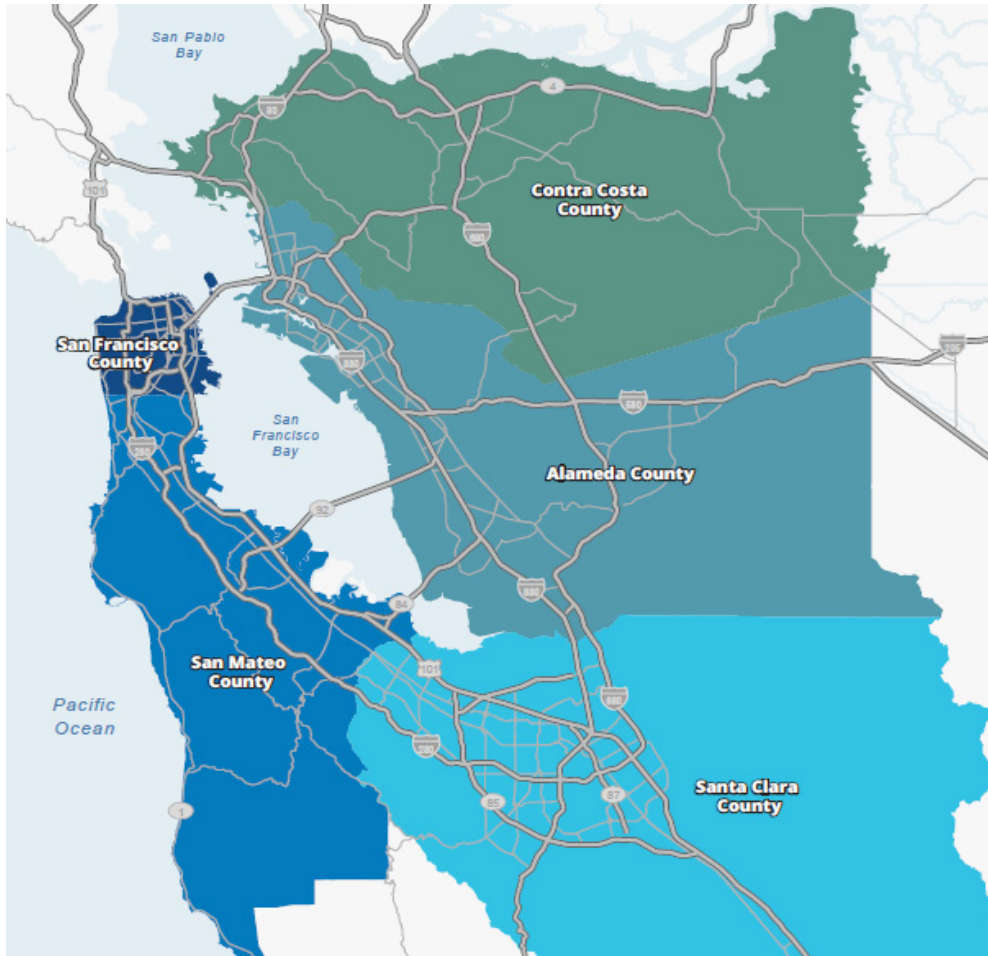 San Pablo
Bay
80
4
101
Contra Costa
County
680
San Francisco
County
880
205
580
San
Francisco
Bay
280
Alameda County
92
880
84
San Mateo
County
101
680
Pacific
Ocean
280
Santa Clara
County
85
87
1